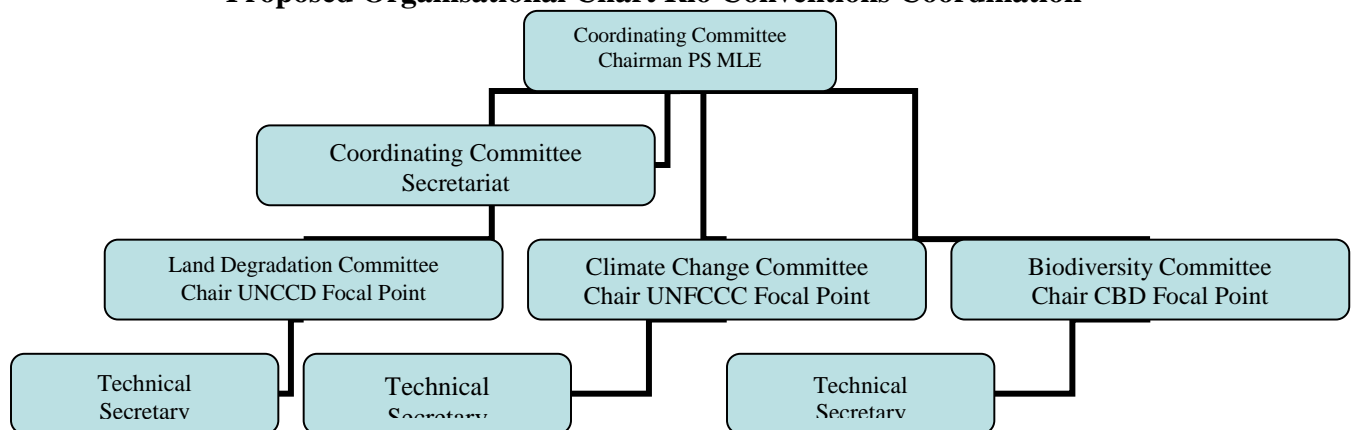 Proposed Organisational Chart Rio Conventions Coordination
Coordinating Committee
Chairman PS MLE
Coordinating Committee
Secretariat
Land Degradation Committee
Chair UNCCD Focal Point
Climate Change Committee
Chair UNFCCC Focal Point
Biodiversity Committee
Chair CBD Focal Point
Technical
Secretary
Technical
Secretary
Technical
Secretary